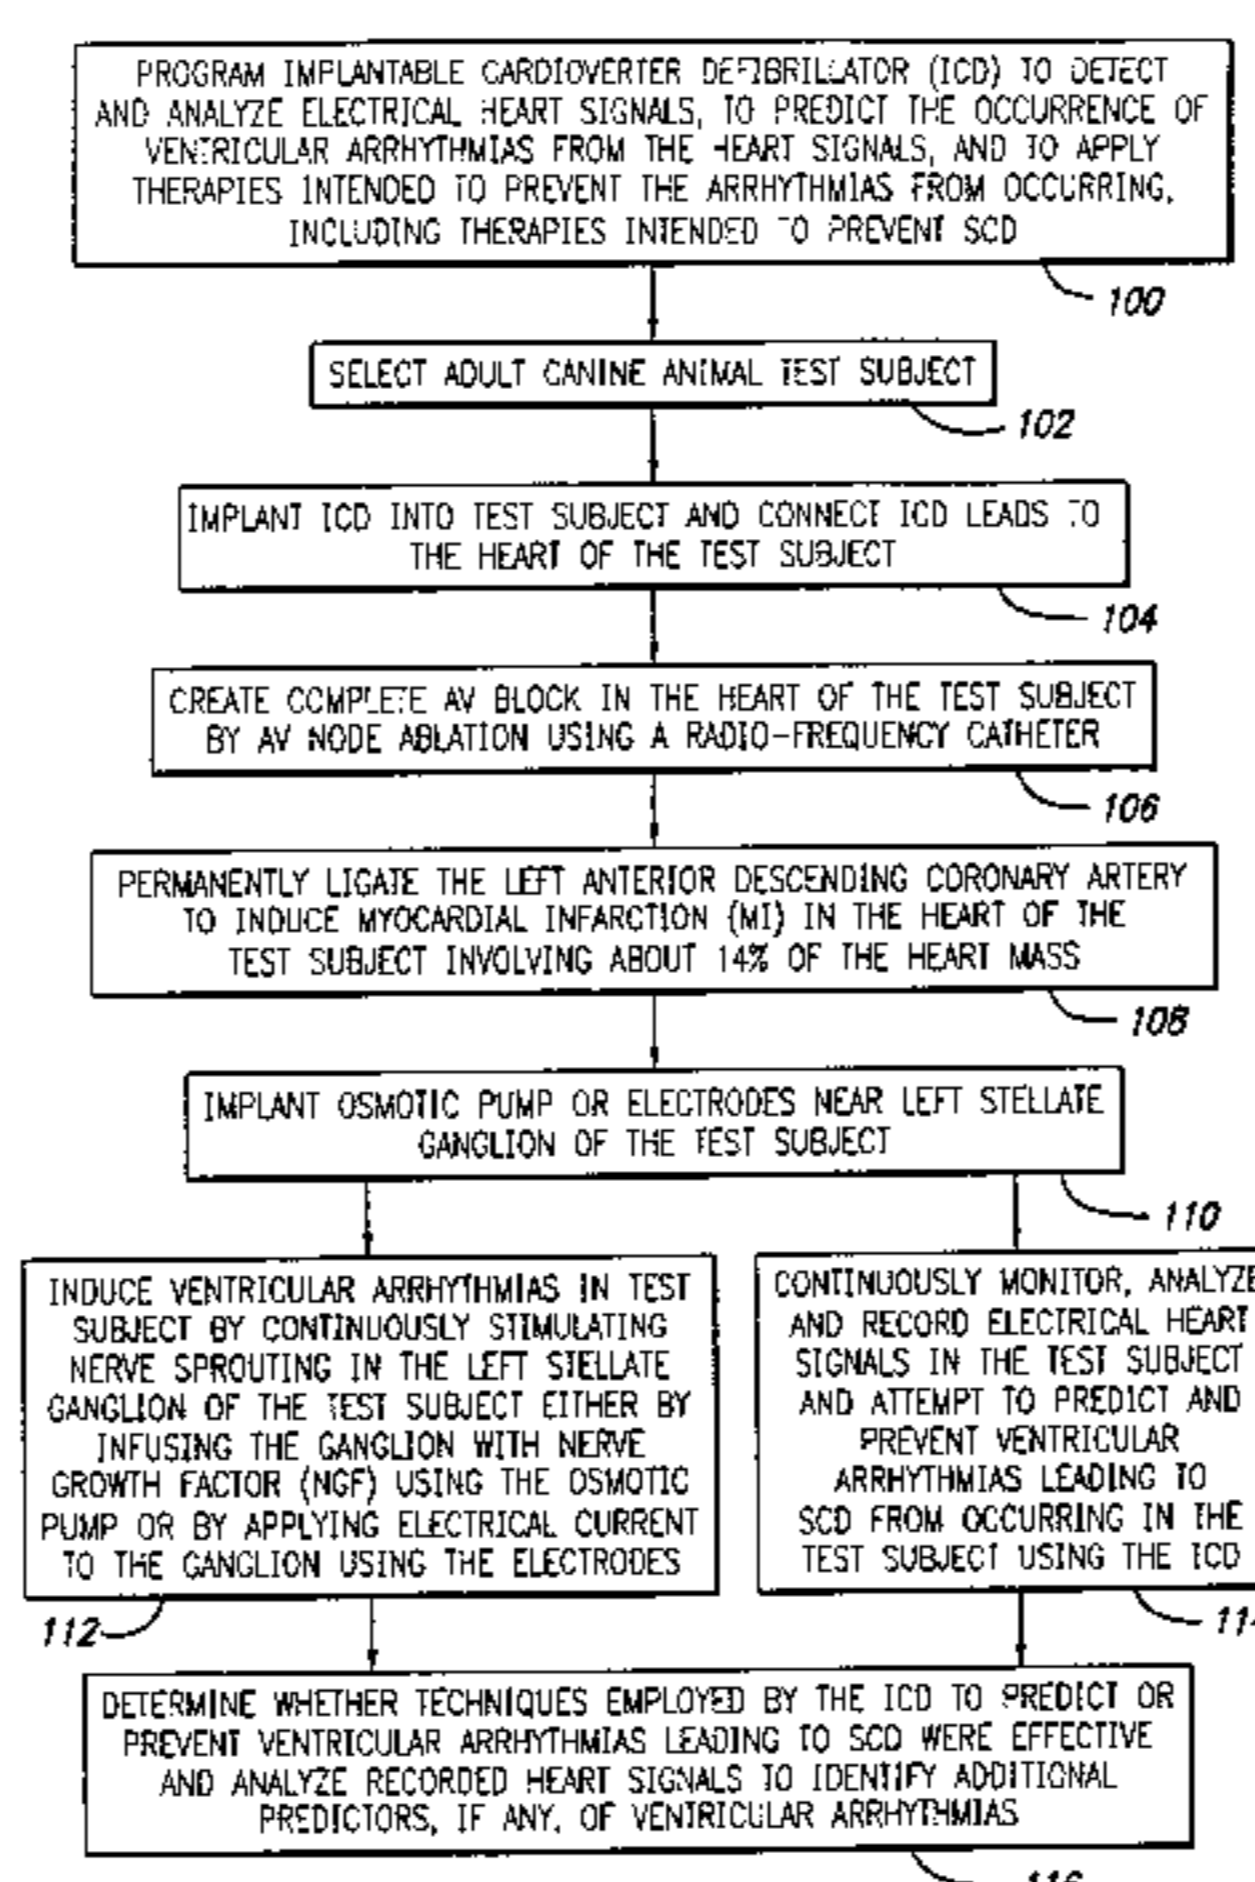 PROGRAM IMPLANTABLE CARDIOVERTER DEFIBRILLATOR (ICD) TO DETECT
AND ANALYZE ELECTRICAL HEART SIGNALS, TO PREDICT THE OCCURRENCE OF
VENTRICULAR ARRHYTHMIAS FROM THE HEART SIGNALS, AND TO APPLY
THERAPIES INTENDED TO PREVENT THE ARRHYTHMIAS FROM OCCURRING,
INCLUDING THERAPIES INTENDED TO PREVENT SCD
100
SELECT ADULT CANINE ANIMAL TEST SUBJECT
102
IMPLANT ICD INTO TEST SUBJECT AND CONNECT ICD LEADS TO
THE HEART OF THE TEST SUBJECT
104
CREATE COMPLETE AV BLOCK IN THE HEART OF THE TEST SUBJECT
BY AV NODE ABLATION USING A RADIO-FREQUENCY CATHETER
106
PERMANENTLY LIGATE THE LEFT ANTERIOR DESCENDING CORONARY ARTERY
TO INDUCE MYOCARDIAL INFARCTION (MI) IN THE HEART OF THE
TEST SUBJECT INVOLVING ABOUT 14% OF THE HEART MASS
108
IMPLANT OSMOTIC PUMP OR ELECTRODES NEAR LEFT STELLATE
GANGLION OF THE TEST SUBJECT
110
INDUCE VENTRICULAR ARRHYTHMIAS IN TEST
SUBJECT BY CONTINUOUSLY STIMULATING
NERVE SPROUTING IN THE LEFT STELLATE
GANGLION OF THE TEST SUBJECT EITHER BY
INFUSING THE GANGLION WITH NERVE
GROWTH FACTOR (NGF) USING THE OSMOTIC
PUMP OR BY APPLYING ELECTRICAL CURRENT
TO THE GANGLION USING THE ELECTRODES
112
CONTINUOUSLY MONITOR, ANALYZE
AND RECORD ELECTRICAL HEART
SIGNALS IN THE TEST SUBJECT
AND ATTEMPT TO PREDICT AND
PREVENT VENTRICULAR
ARRHYTHMIAS LEADING TO
SCD FROM OCCURRING IN THE
TEST SUBJECT USING THE ICD
114
DETERMINE WHETHER TECHNIQUES EMPLOYED BY THE ICD TO PREDICT OR
PREVENT VENTRICULAR ARRHYTHMIAS LEADING TO SCD WERE EFFECTIVE
AND ANALYZE RECORDED HEART SIGNALS TO IDENTIFY ADDITIONAL
PREDICTORS, IF ANY, OF VENTRICULAR ARRHYTHMIAS
116